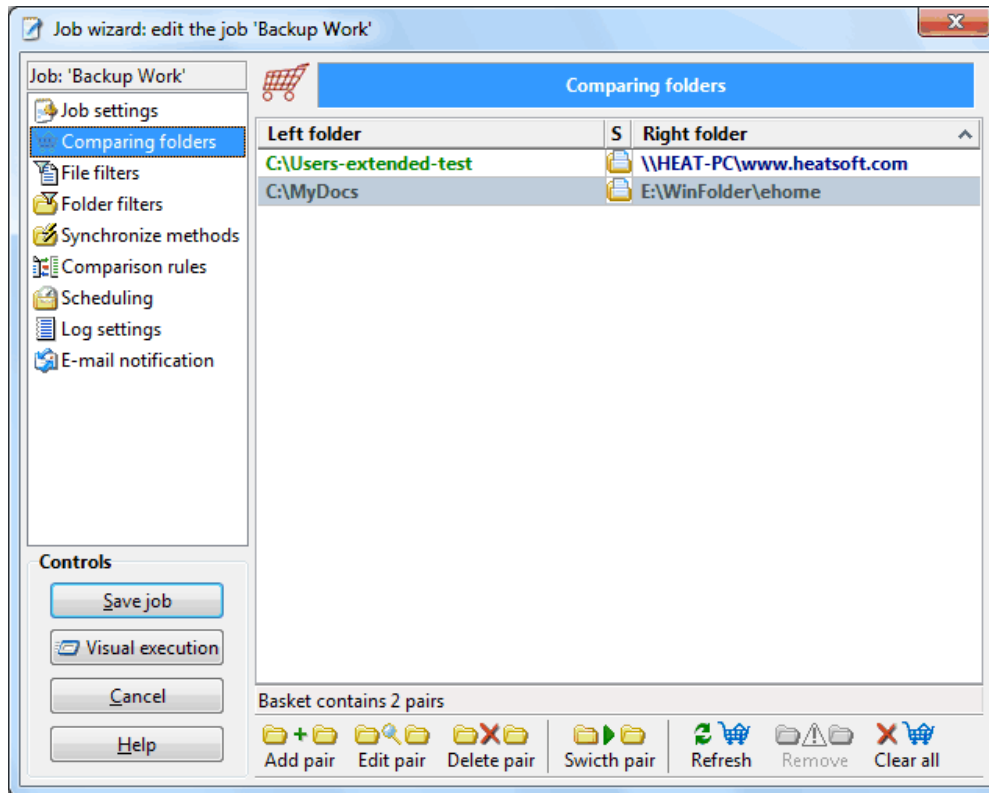 Job wizard: edit the job 'Backup Work'
x
Job: 'Backup Work'
Job settings
Comparing folders
File filters
Folder filters
Synchronize methods
Comparison rules
Scheduling
Log settings
E-mail notification
Controls
Save job
Visual execution
Cancel
Help
Comparing folders
Left folder S Right folder
C:\Users-extended-test \\HEAT-PC\www.heatsoft.com
C:\MyDocs E:\WinFolder\ehome
Basket contains 2 pairs
Add pair Edit pair Delete pair Swicth pair Refresh Remove Clear all